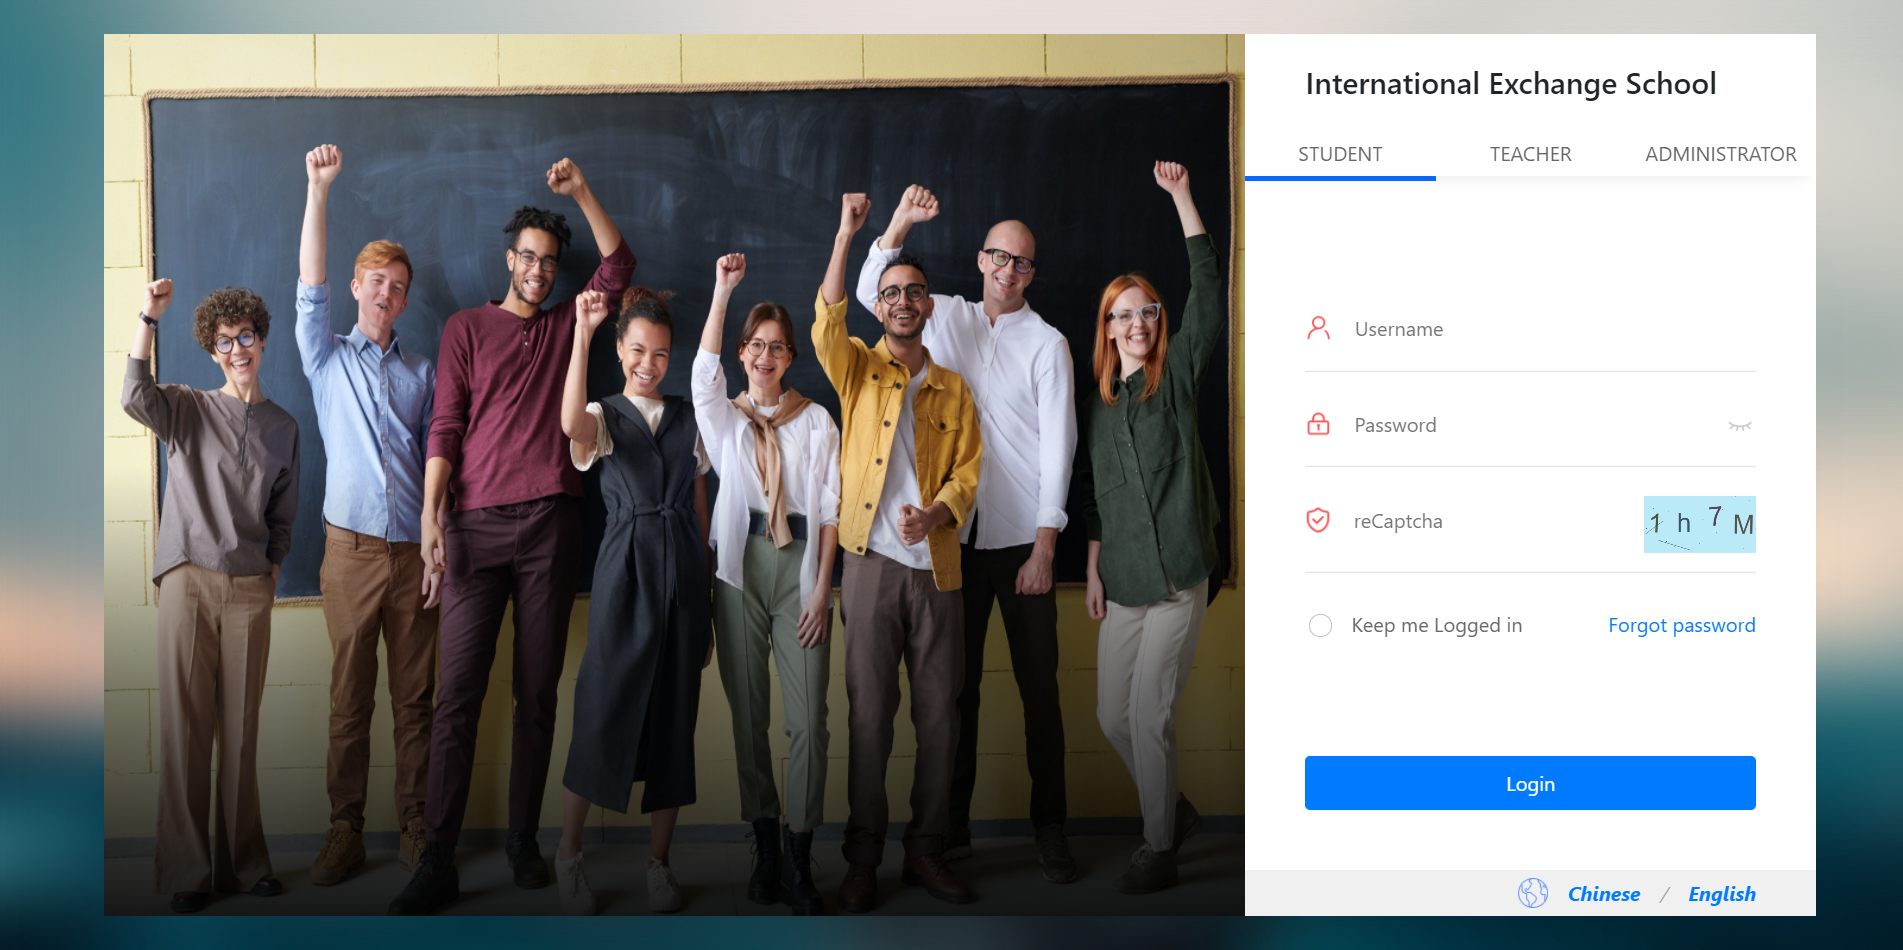 International Exchange School
STUDENT TEACHER ADMINISTRATOR
Username
Password
reCaptcha 1 h 7 M
Keep me Logged in Forgot password
Login
Chinese / English